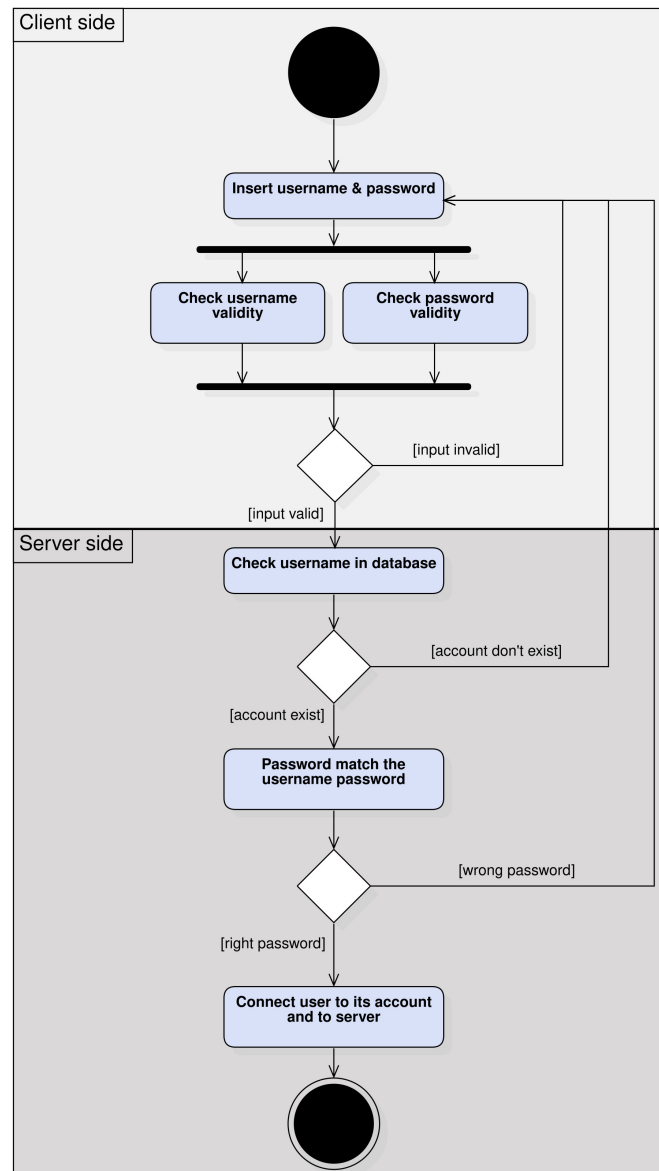 Client side
Insert username & password
Check username
validity
Check password
validity
[input invalid]
[input valid]
Server side
Check username in database
[account don't exist]
[account exist]
Password match the
username password
[wrong password]
[right password]
Connect user to its account
and to server